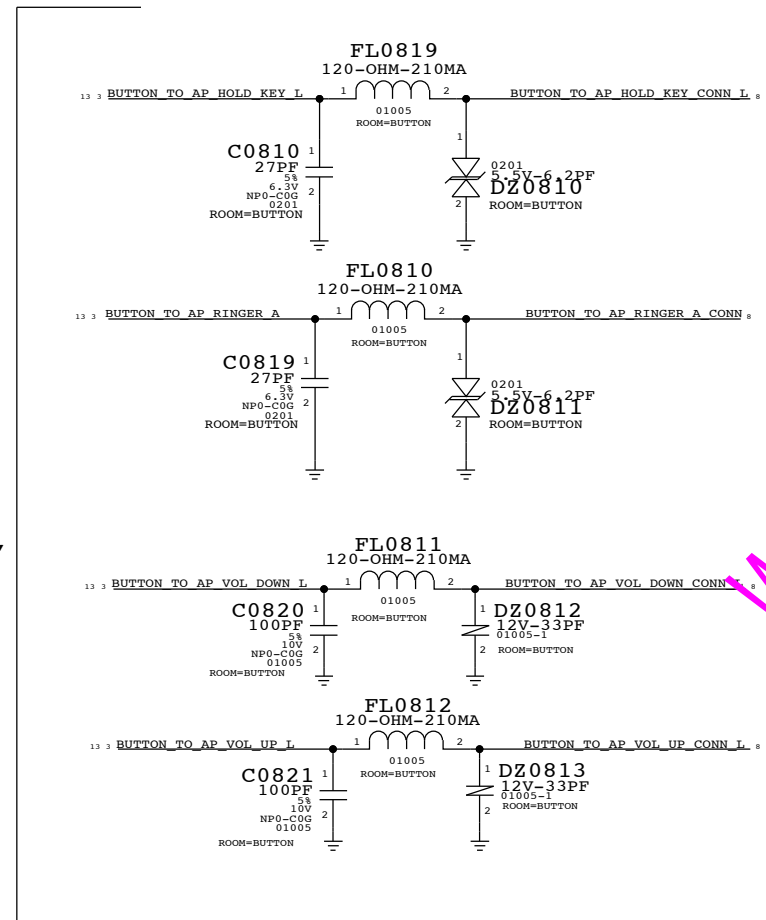 FL0819
120-OHM-210MA
13 3 BUTTON_TO_AP_HOLD_KEY_L 1 2 BUTTON_TO_AP_HOLD_KEY_CONN_L 8
01005
ROOM=BUTTON
1
C0810 1
27PF
5%
6.3V
NP0-C0G 2
0201
ROOM=BUTTON
0201
5.5V-6.2PF
DZ0810
2 ROOM=BUTTON
FL0810
120-OHM-210MA
13 3 BUTTON_TO_AP_RINGER_A 1 2 BUTTON_TO_AP_RINGER_A_CONN 8
01005
ROOM=BUTTON
1
C0819 1
27PF
5%
6.3V
NP0-C0G 2
0201
ROOM=BUTTON
0201
5.5V-6.2PF
DZ0811
2 ROOM=BUTTON
FL0811
120-OHM-210MA
13 3 BUTTON_TO_AP_VOL_DOWN_L 1 2 BUTTON_TO_AP_VOL_DOWN_CONN_L 8
01005
ROOM=BUTTON
C0820 1
100PF
5%
10V
NP0-C0G 2
01005
ROOM=BUTTON
1 DZ0812
12V-33PF
01005-1
2 ROOM=BUTTON
FL0812
120-OHM-210MA
13 3 BUTTON_TO_AP_VOL_UP_L 1 2 BUTTON_TO_AP_VOL_UP_CONN_L 8
01005
ROOM=BUTTON
C0821 1
100PF
5%
10V
NP0-C0G 2
01005
ROOM=BUTTON
1 DZ0813
12V-33PF
01005-1
ROOM=BUTTON
2